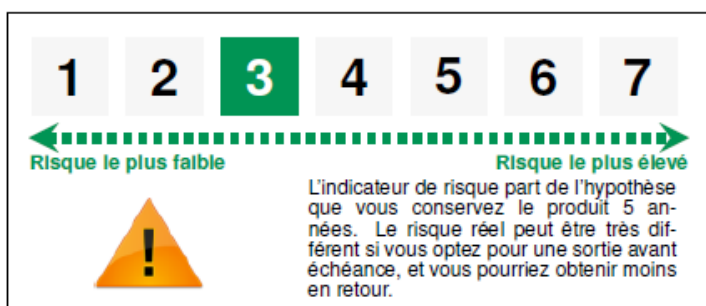 1 2 3 4 5 6 7
Risque le plus faible Risque le plus élevé
L'indicateur de risque part de l'hypothèse
que vous conservez le produit 5 an-
nées. Le risque réel peut être très dif-
férent si vous optez pour une sortie avant
échéance, et vous pourriez obtenir moins
en retour.